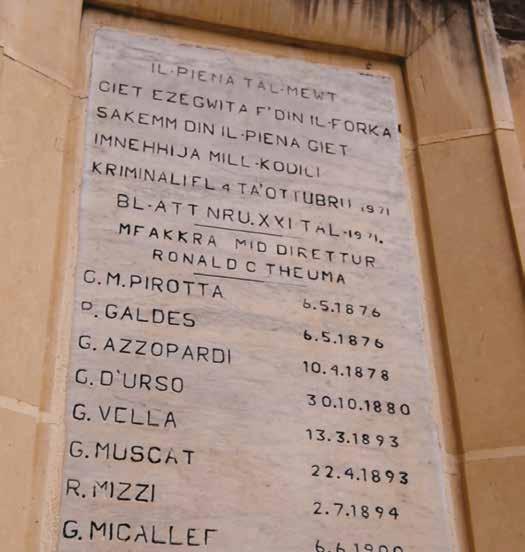 IL-PIENA TAL-MEWT
GIET EZEGWITA F'DIN IL-FORKA
SAKEMM DIN IL-PIENA GIET
IMNEHHIJA MILL-KODICI
KRIMINALI FL 4 TA'OTTUBRU 1971
BL-ATT NRU. XXI TAL-1971.
MFAKKRA MID DIRETTUR
RONALD C THEUMA
G. M. PIROTTA 6.5.1876
P. GALDES 6.5.1876
G. AZZOPARDI 10.4.1878
G. D'URSO 30.10.1880
G. VELLA 13.3.1893
G. MUSCAT 22.4.1893
R. MIZZI 2.7.1894
G. MICALLEF 6.6.1900